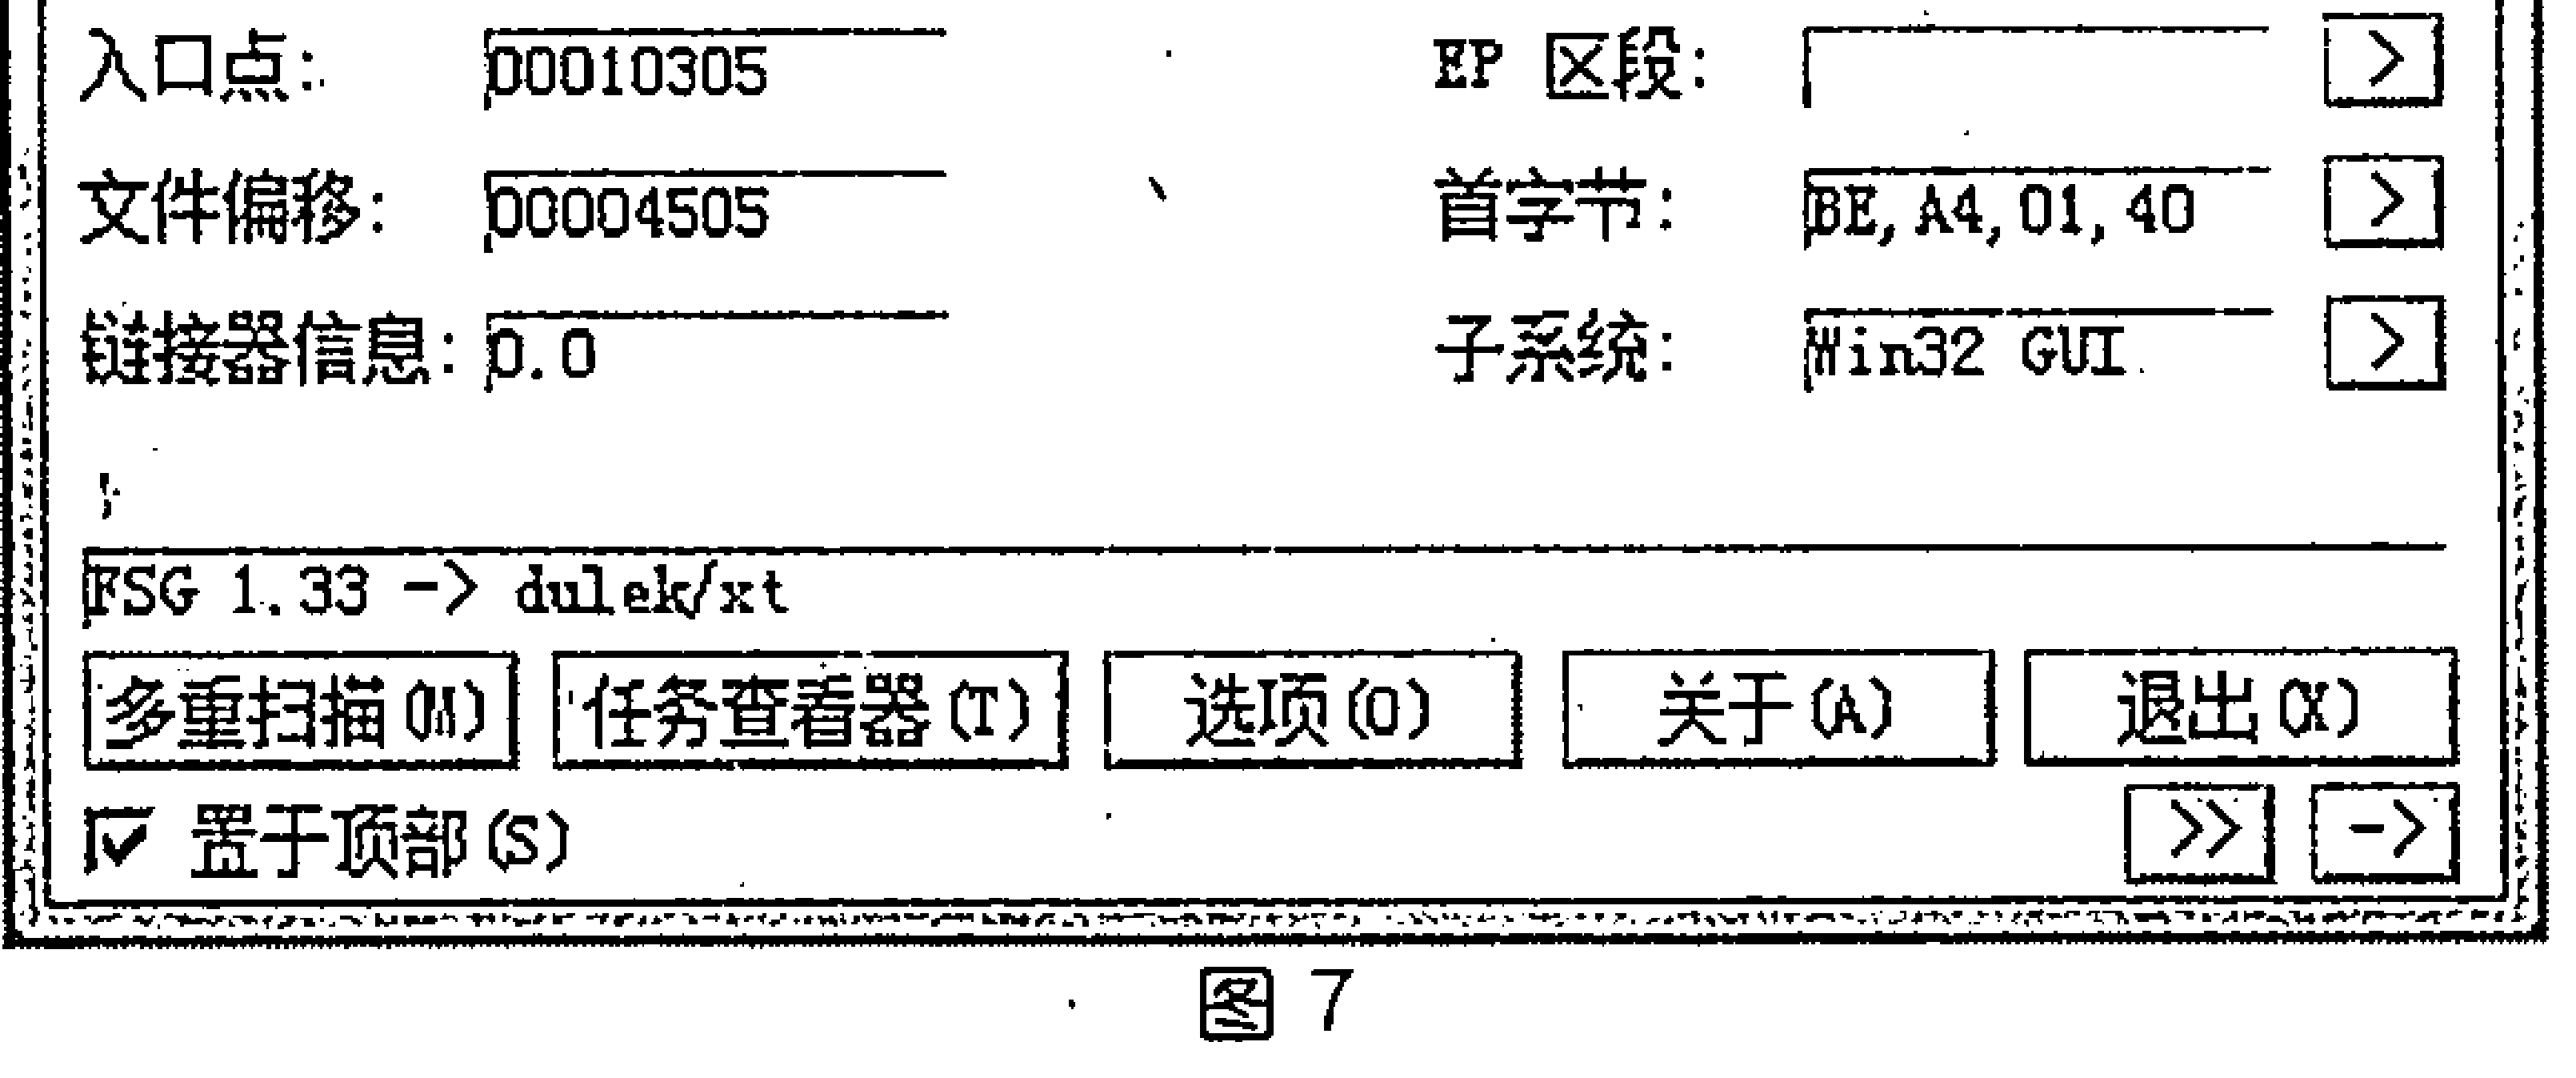 入口点: 00010305 EP 区段: >
文件偏移: 00004505 首字节: BE,A4,01,40 >
链接器信息: 0.0 子系统: Win32 GUI >
FSG 1.33 -> dulek/xt
多重扫描(M) 任务查看器(T) 选项(O) 关于(A) 退出(X)
置于顶部(S) >> ->
图 7